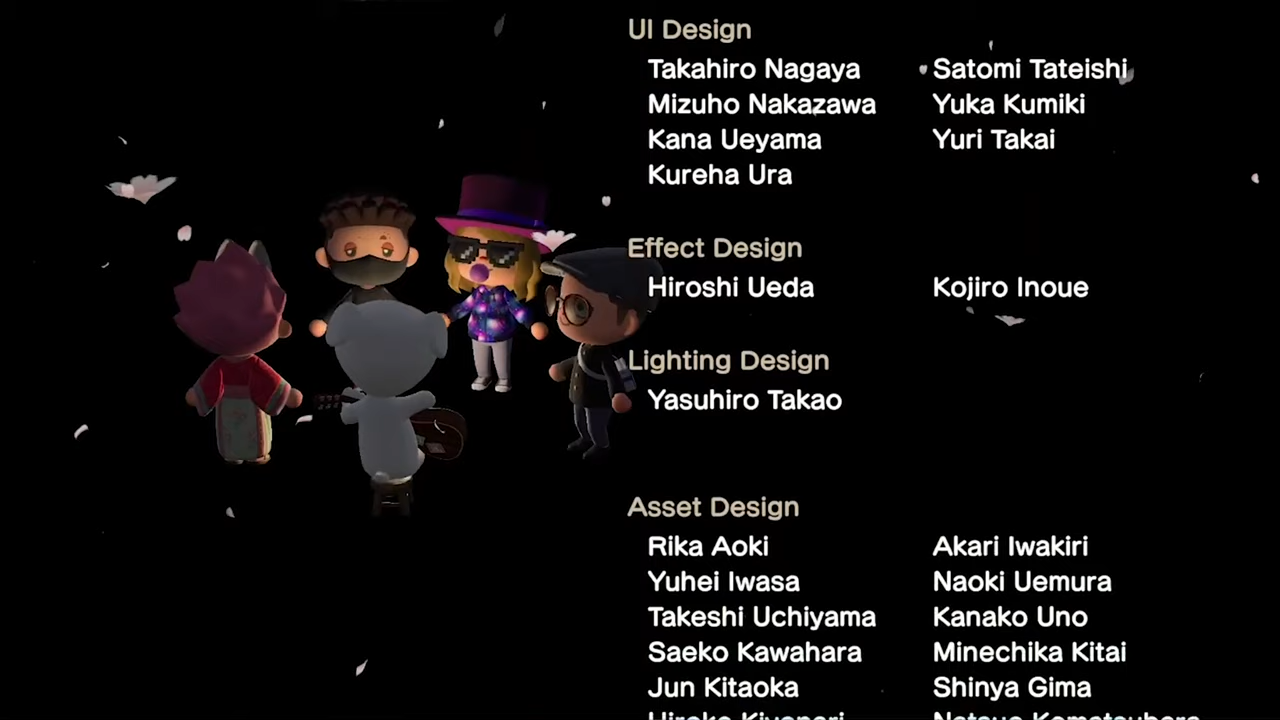 UI Design
Takahiro Nagaya Satomi Tateishi
Mizuho Nakazawa Yuka Kumiki
Kana Ueyama Yuri Takai
Kureha Ura
Effect Design
Hiroshi Ueda Kojiro Inoue
Lighting Design
Yasuhiro Takao
Asset Design
Rika Aoki Akari Iwakiri
Yuhei Iwasa Naoki Uemura
Takeshi Uchiyama Kanako Uno
Saeko Kawahara Minechika Kitai
Jun Kitaoka Shinya Gima